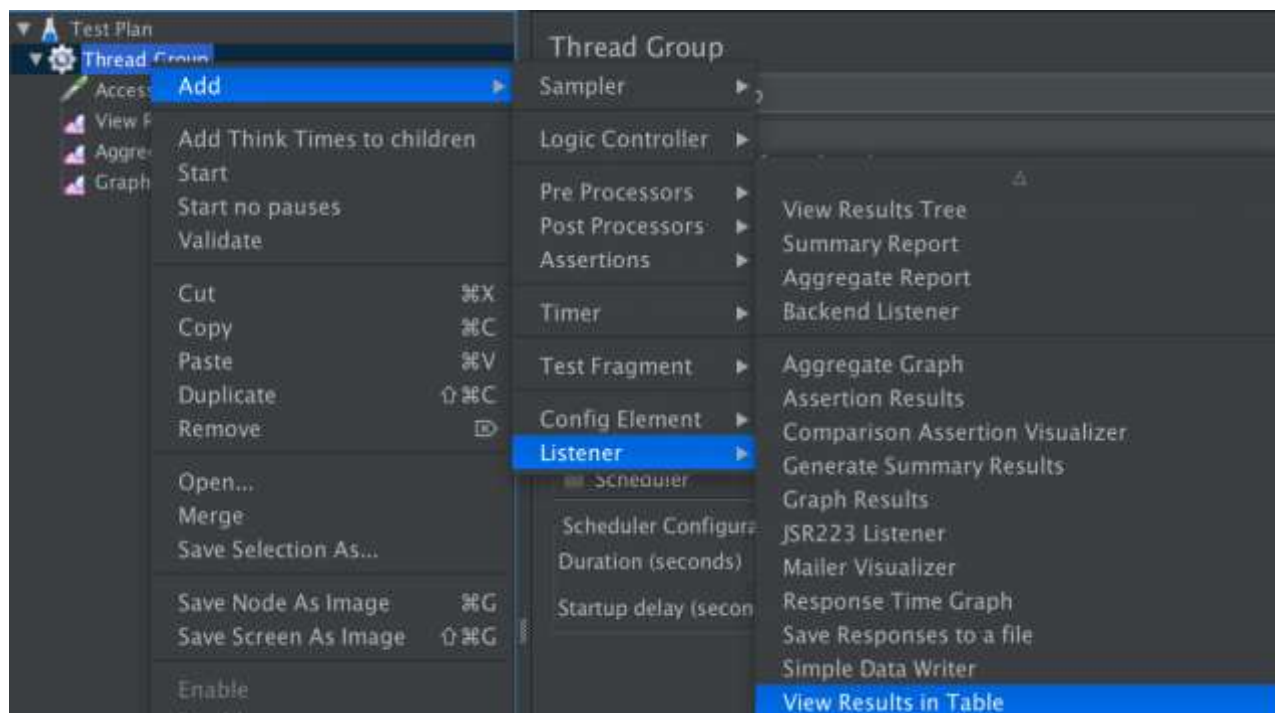 Test Plan
Thread Group
Acces
View R
Aggre
Graph
Add
Add Think Times to children
Start
Start no pauses
Validate
Cut ⌘X
Copy ⌘C
Paste ⌘V
Duplicate ⇧⌘C
Remove ⌦
Open...
Merge
Save Selection As...
Save Node As Image ⌘G
Save Screen As Image ⇧⌘G
Enable
Thread Group
Sampler
Logic Controller
Pre Processors
Post Processors
Assertions
Timer
Test Fragment
Config Element
Listener
Scheduler
Scheduler Configura
Duration (seconds)
Startup delay (secon
View Results Tree
Summary Report
Aggregate Report
Backend Listener
Aggregate Graph
Assertion Results
Comparison Assertion Visualizer
Generate Summary Results
Graph Results
JSR223 Listener
Mailer Visualizer
Response Time Graph
Save Responses to a file
Simple Data Writer
View Results in Table